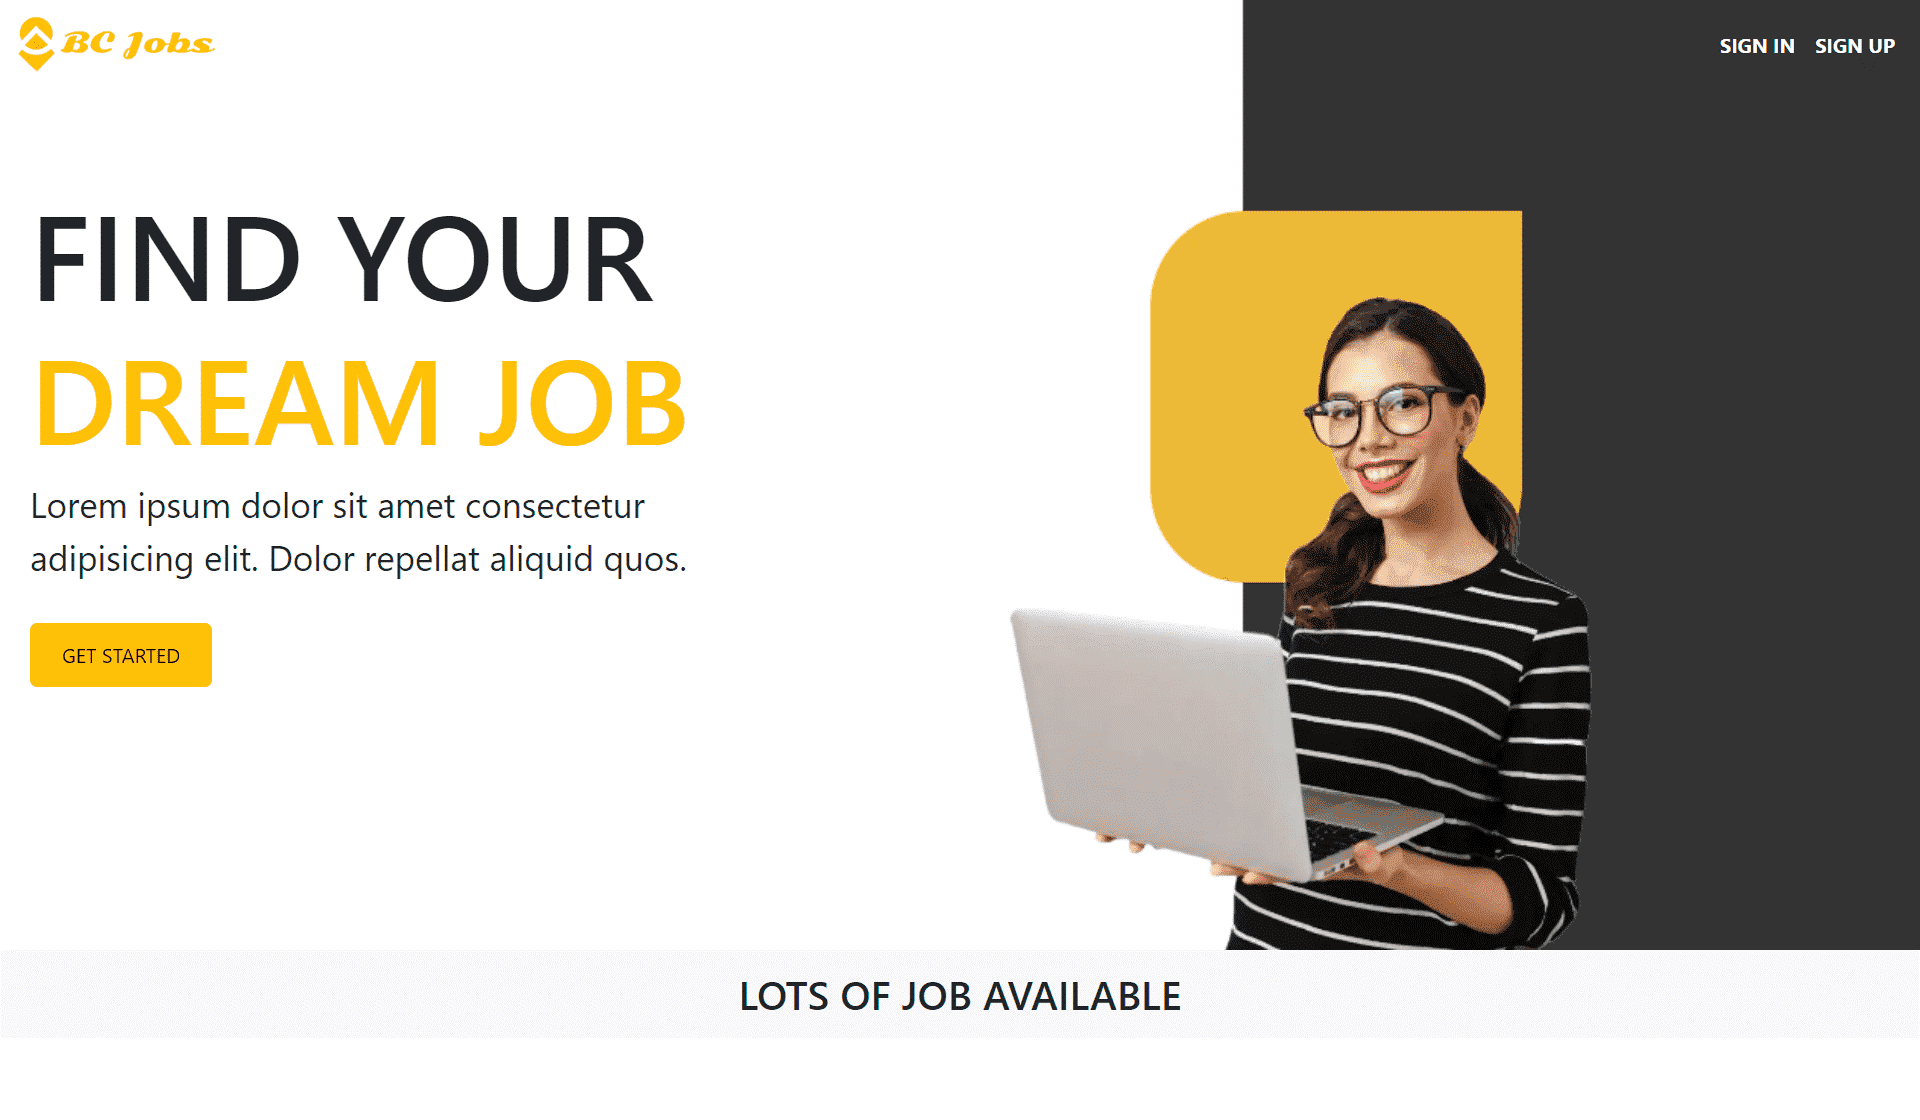 BC Jobs
SIGN IN SIGN UP
FIND YOUR
DREAM JOB
Lorem ipsum dolor sit amet consectetur
adipisicing elit. Dolor repellat aliquid quos.
GET STARTED
LOTS OF JOB AVAILABLE